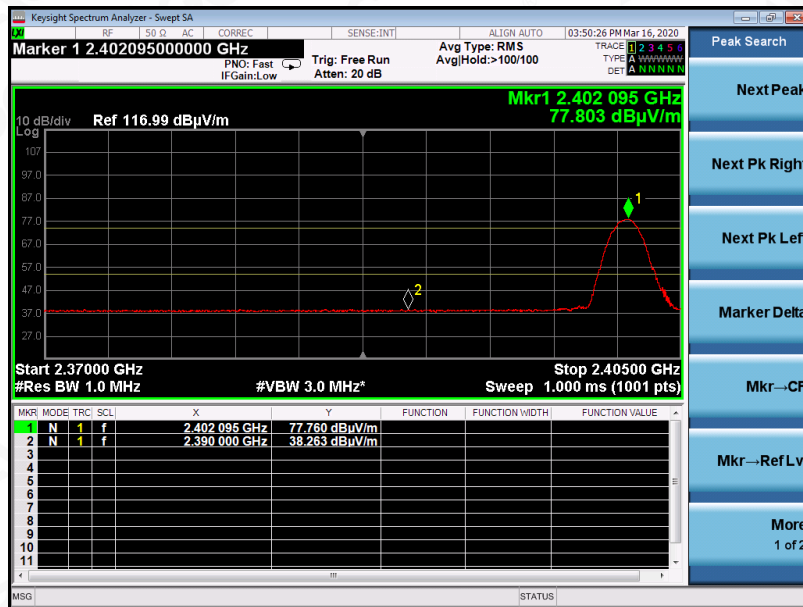 Keysight Spectrum Analyzer - Swept SA
LXI RF 50 Ω AC CORREC SENSE:INT ALIGN AUTO 03:50:26 PM Mar 16, 2020
Marker 1 2.402095000000 GHz
PNO: Fast
IFGain:Low
Trig: Free Run
Atten: 20 dB
Avg Type: RMS
Avg|Hold:>100/100
TRACE 1 2 3 4 5 6
TYPE A WWWWW
DET A N N N N N
Mkr1 2.402 095 GHz
77.803 dBµV/m
10 dB/div Ref 116.99 dBµV/m
Log
107
97.0
87.0
77.0
67.0
57.0
47.0
37.0
27.0
1
2
Start 2.37000 GHz Stop 2.40500 GHz
#Res BW 1.0 MHz #VBW 3.0 MHz* Sweep 1.000 ms (1001 pts)
MKR MODE TRC SCL X Y FUNCTION FUNCTION WIDTH FUNCTION VALUE
1 N 1 f 2.402 095 GHz 77.760 dBµV/m
2 N 1 f 2.390 000 GHz 38.263 dBµV/m
3
4
5
6
7
8
9
10
11
MSG STATUS
Peak Search
Next Peak
Next Pk Righ
Next Pk Lef
Marker Delta
Mkr→CF
Mkr→Ref Lv
More
1 of 2